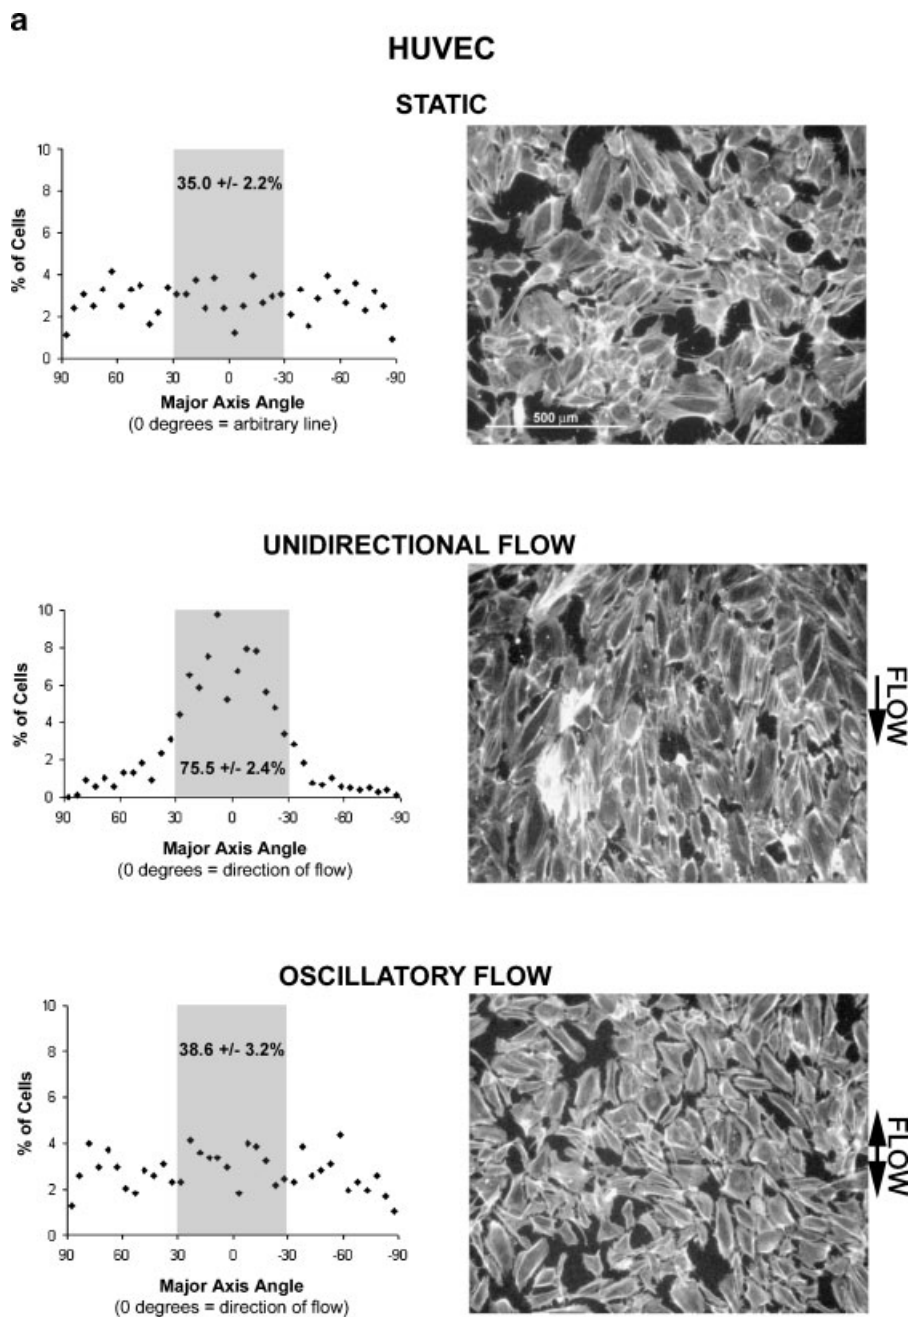 a
HUVEC
STATIC
10
8
6
4
2
0
% of Cells
35.0 +/- 2.2%
90 60 30 0 -30 -60 -90
Major Axis Angle
(0 degrees = arbitrary line)
500 µm
UNIDIRECTIONAL FLOW
10
8
6
4
2
0
% of Cells
75.5 +/- 2.4%
90 60 30 0 -30 -60 -90
Major Axis Angle
(0 degrees = direction of flow)
FLOW
OSCILLATORY FLOW
10
8
6
4
2
0
% of Cells
38.6 +/- 3.2%
90 60 30 0 -30 -60 -90
Major Axis Angle
(0 degrees = direction of flow)
FLOW